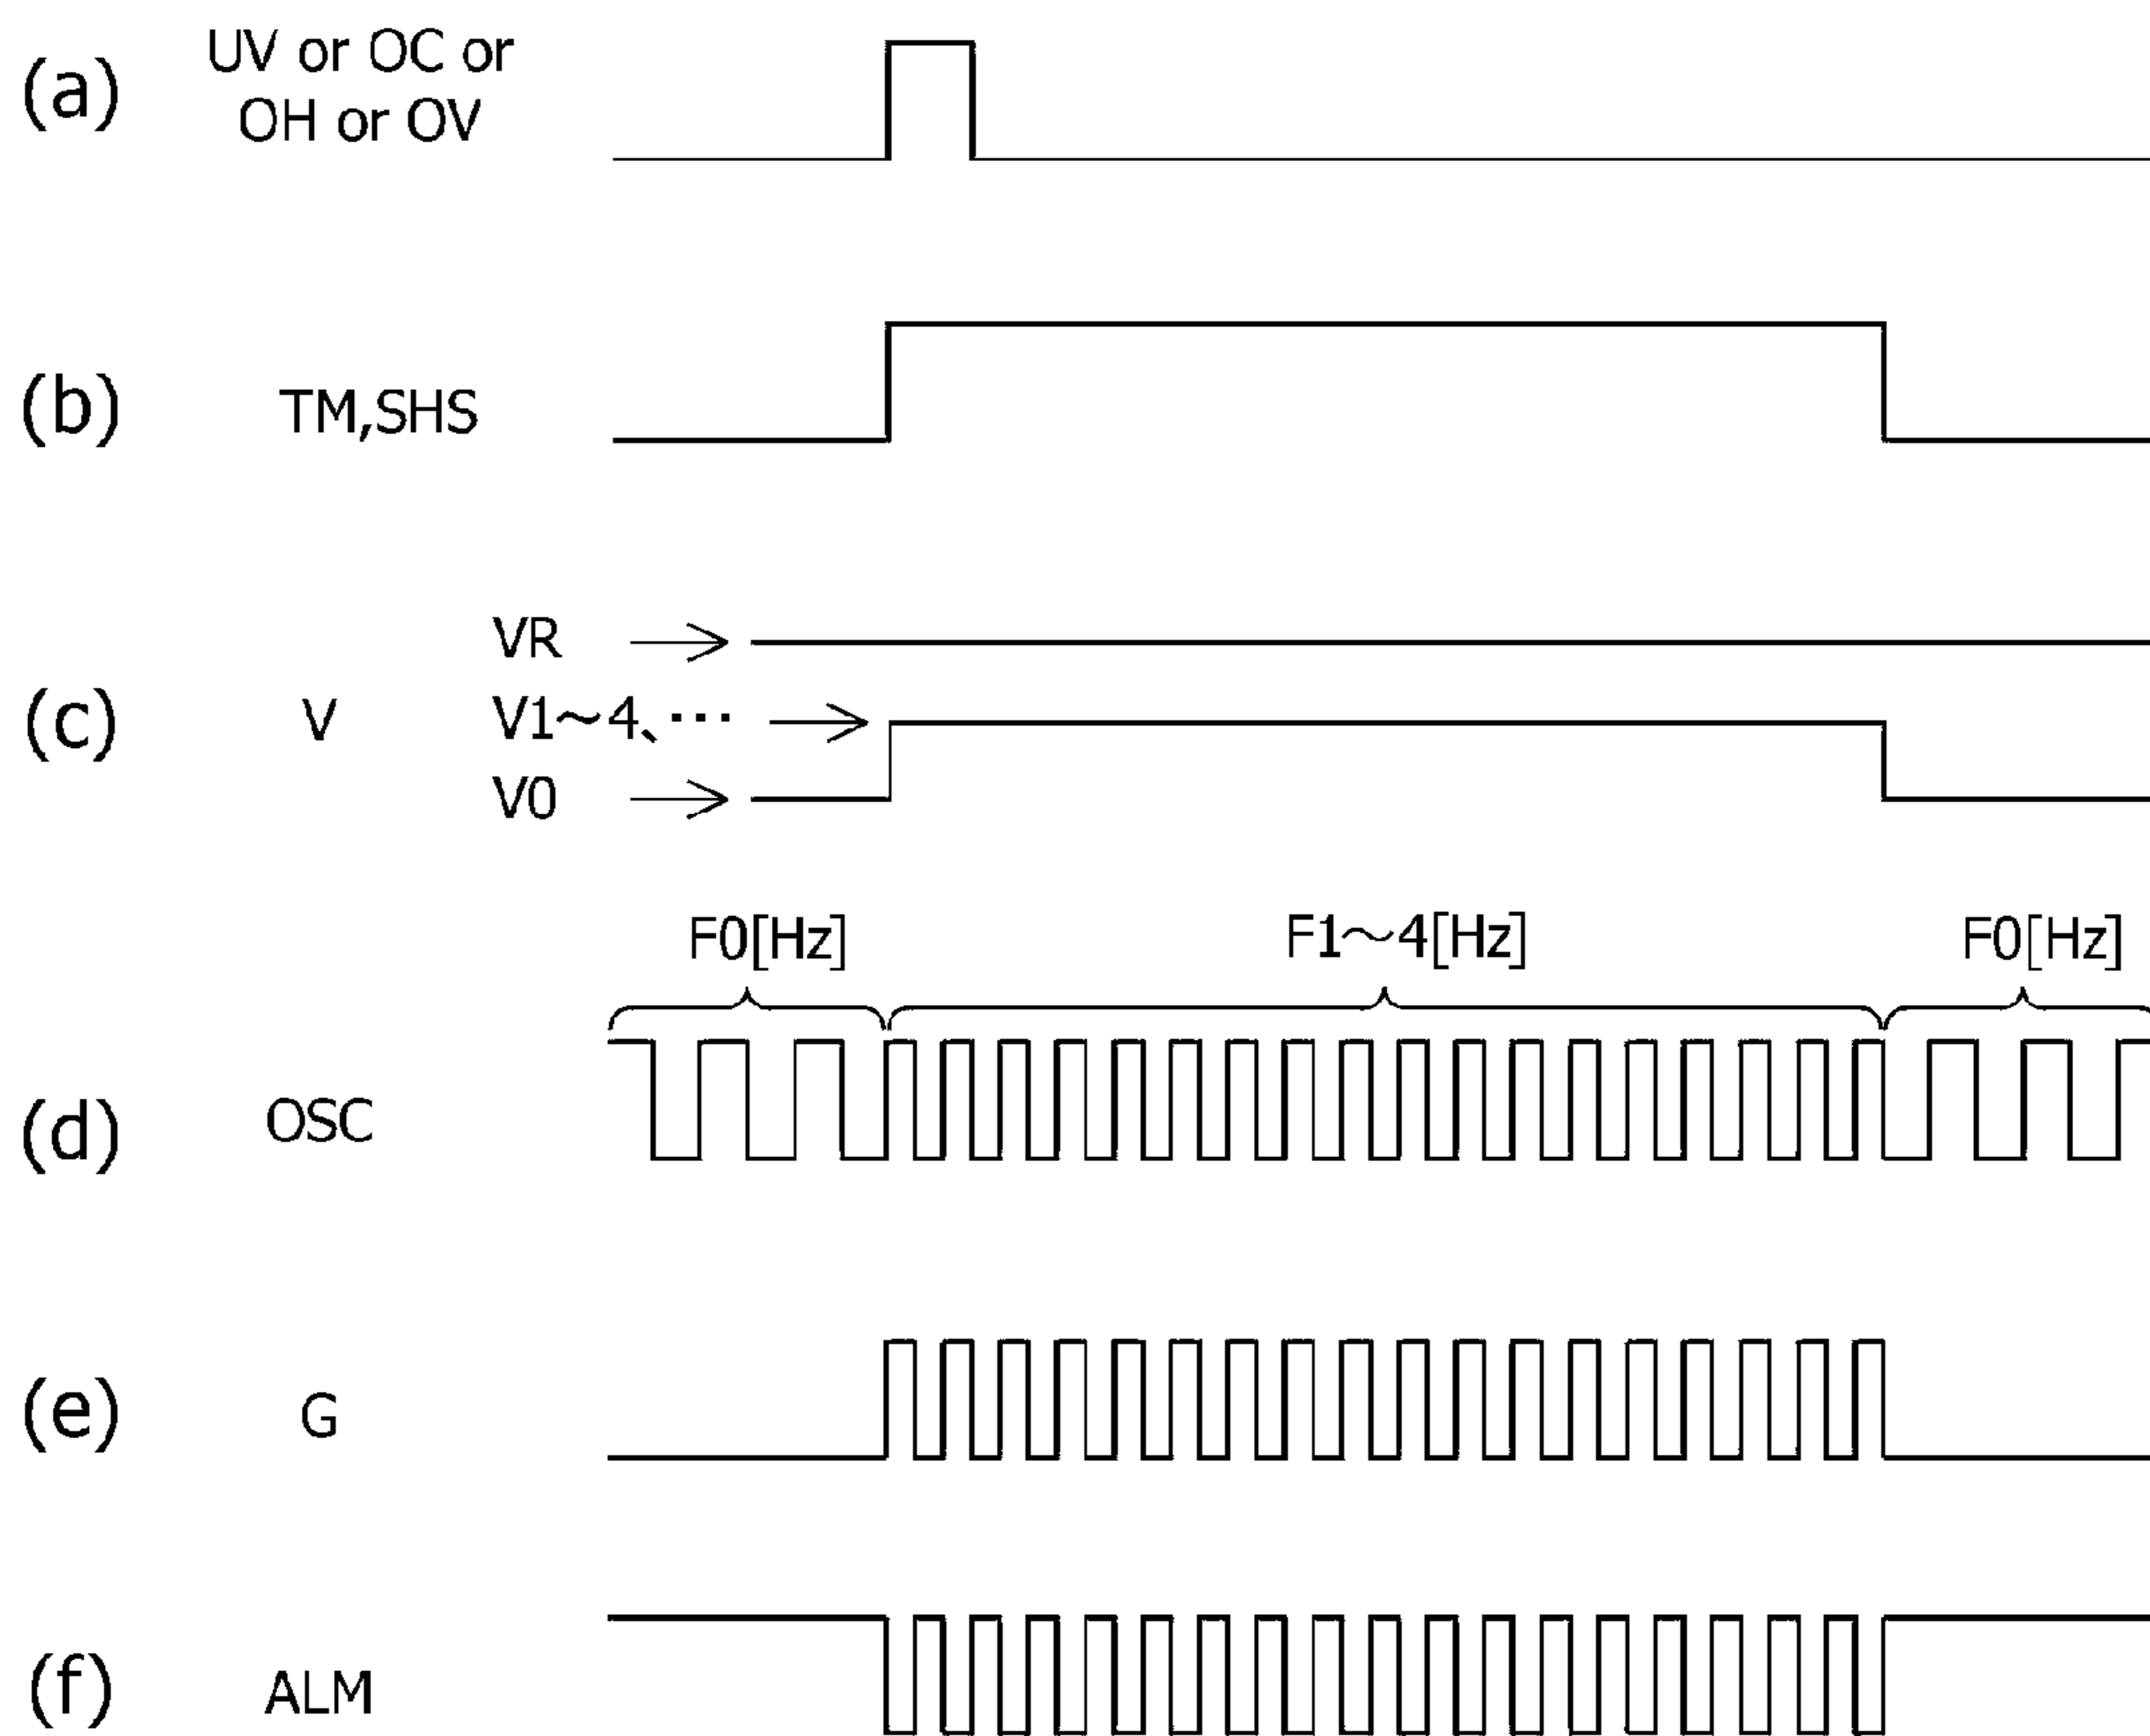 (a) UV or OC or
OH or OV
(b) TM,SHS
VR
(c) V V1～4、…
V0
F0[Hz] F1～4[Hz] F0[Hz]
(d) OSC
(e) G
(f) ALM